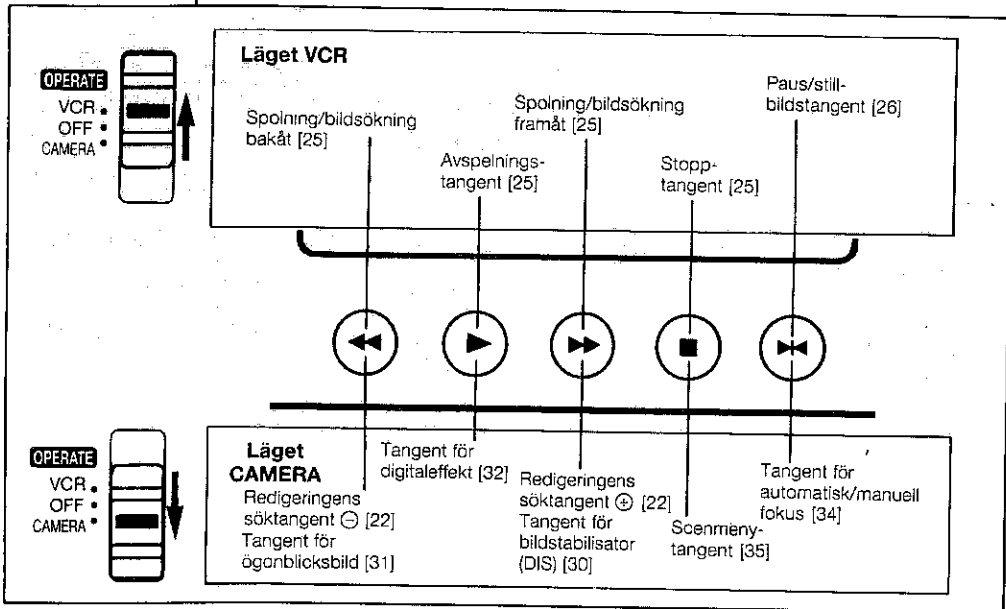 OPERATE
VCR
OFF
CAMERA
Läget VCR
Spolning/bildsökning
bakåt [25]
Avspelnings-
tangent [25]
Spolning/bildsökning
framåt [25]
Stopp-
tangent [25]
Paus/still-
bildstangent [26]
OPERATE
VCR
OFF
CAMERA
Läget
CAMERA
Redigeringens
söktangent ⊖ [22]
Tangent för
ögonblicksbild [31]
Tangent för
digitaleffekt [32]
Redigeringens
söktangent ⊕ [22]
Tangent för
bildstabilisator
(DIS) [30]
Scenmeny-
tangent [35]
Tangent för
automatisk/manuell
fokus [34]